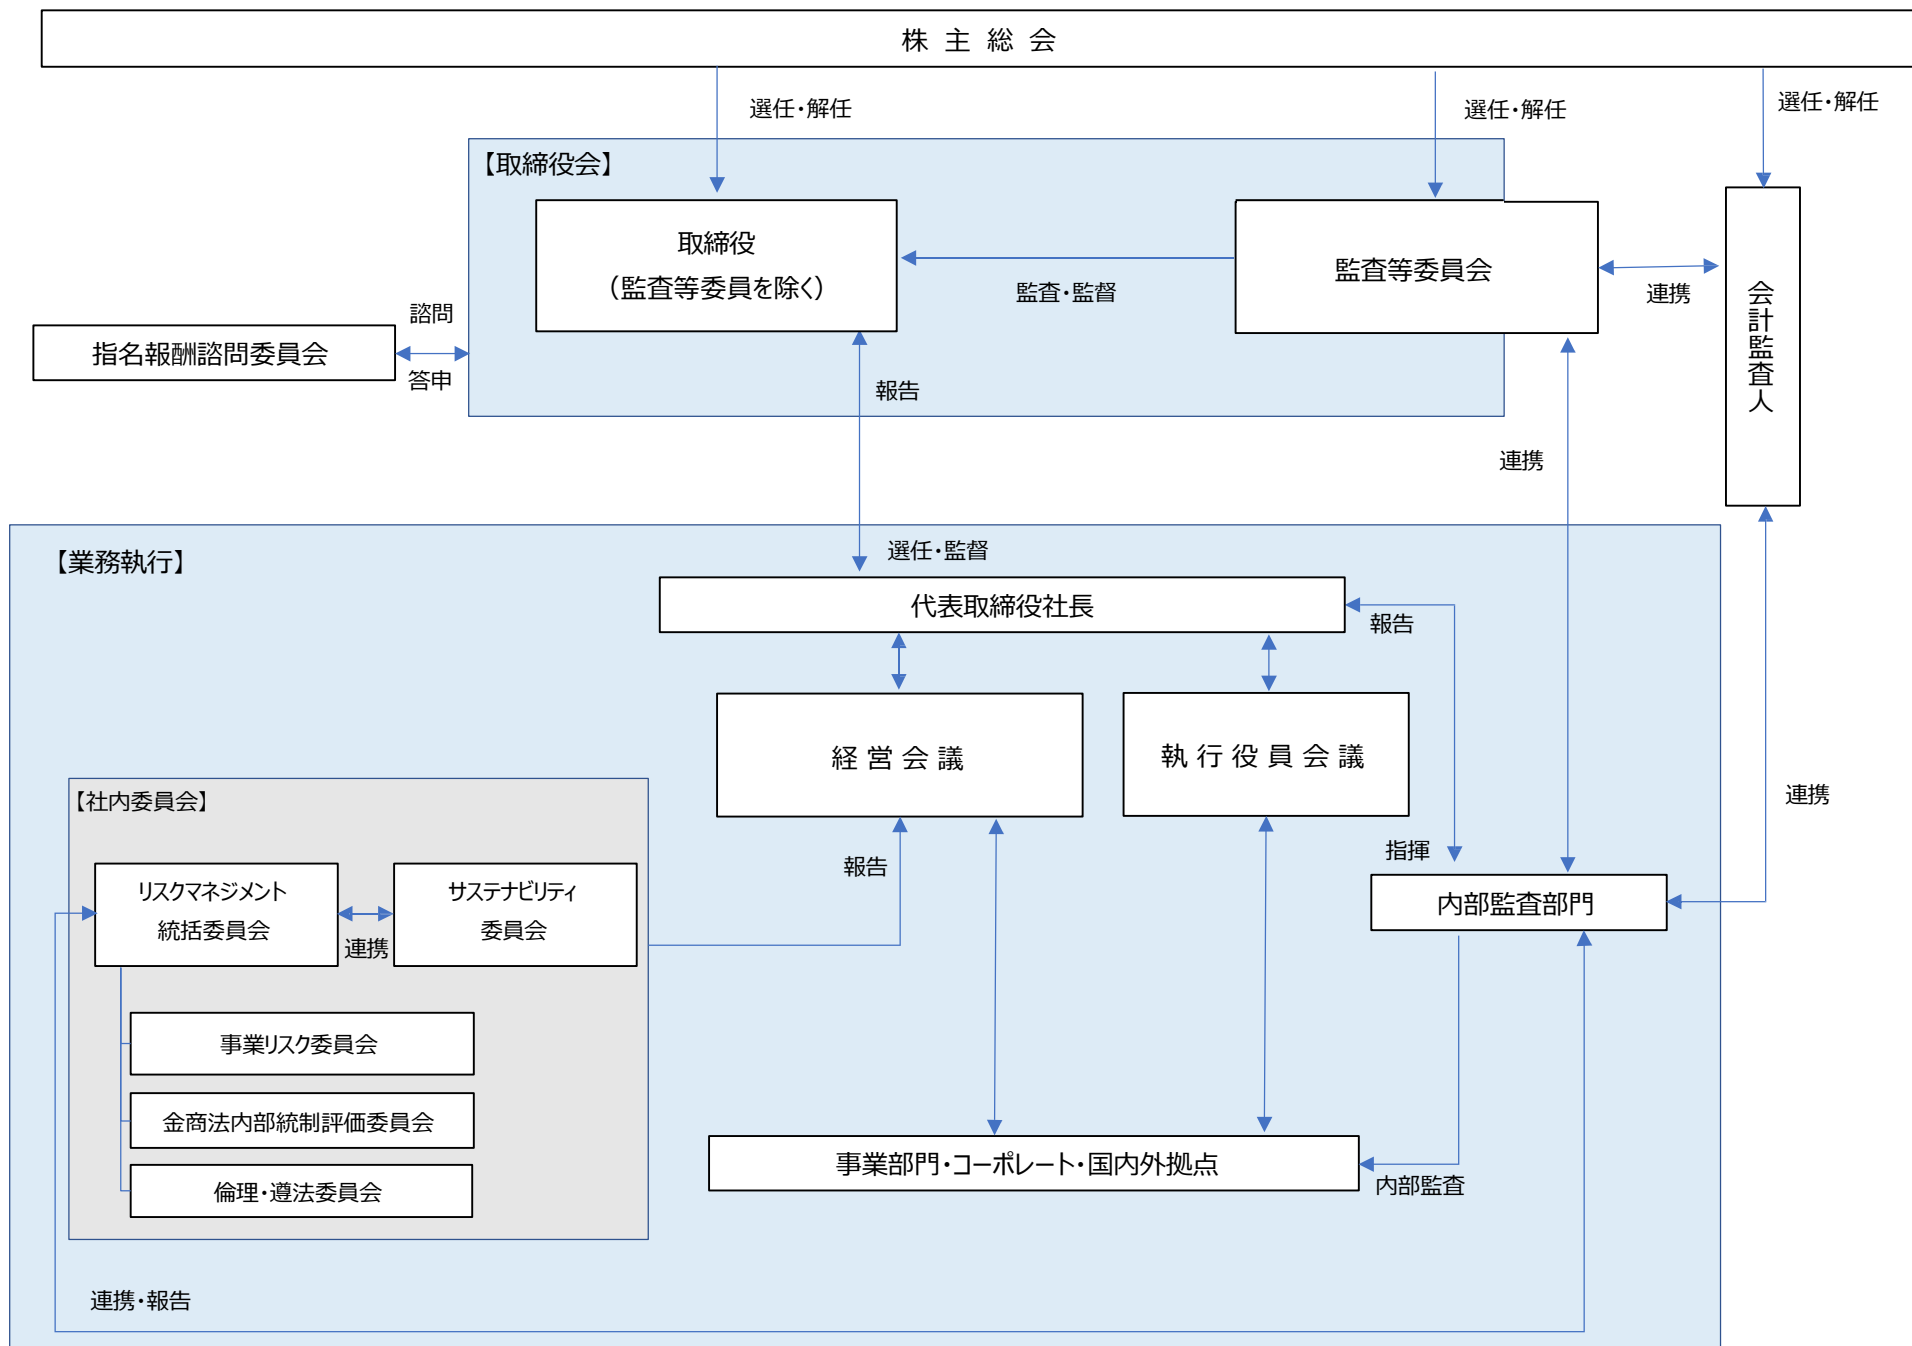 株主総会
選任・解任
選任・解任
選任・解任
【取締役会】
取締役
（監査等委員を除く）
監査・監督
監査等委員会
連携
会計監査人
諮問
指名報酬諮問委員会
答申
報告
連携
【業務執行】
選任・監督
代表取締役社長
報告
経営会議
執行役員会議
連携
【社内委員会】
報告
指揮
リスクマネジメント
統括委員会
連携
サステナビリティ
委員会
内部監査部門
事業リスク委員会
金商法内部統制評価委員会
倫理・遵法委員会
事業部門・コーポレート・国内外拠点
内部監査
連携・報告